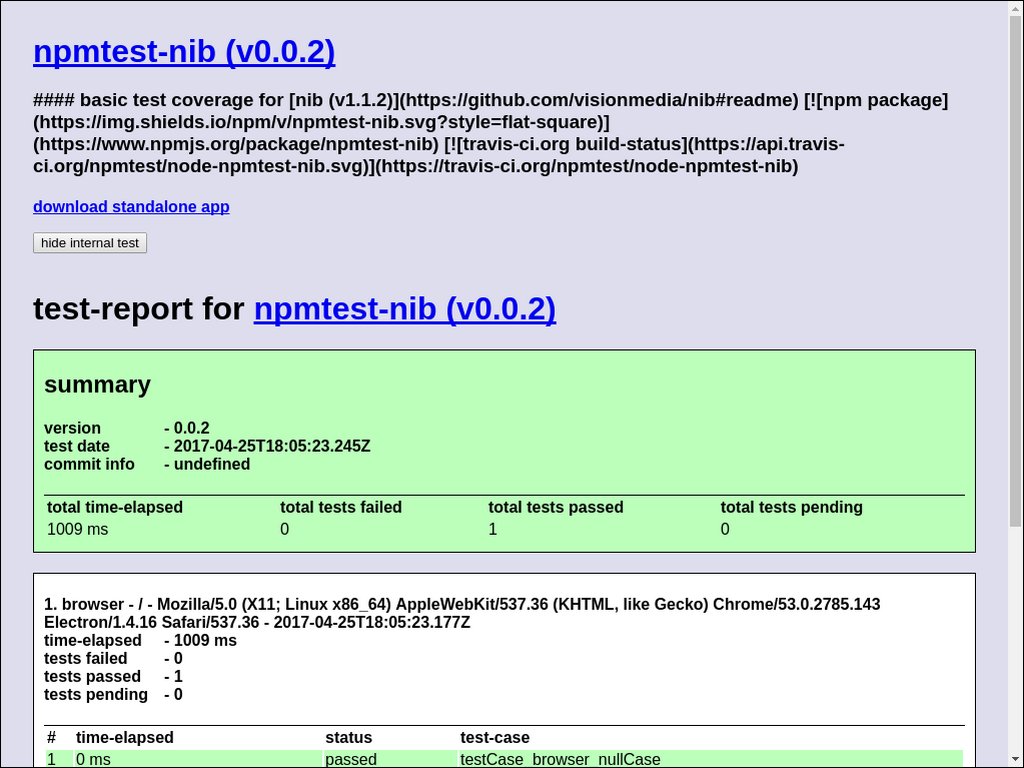 npmtest-nib (v0.0.2)
#### basic test coverage for [nib (v1.1.2)](https://github.com/visionmedia/nib#readme) [![npm package]
(https://img.shields.io/npm/v/npmtest-nib.svg?style=flat-square)]
(https://www.npmjs.org/package/npmtest-nib) [![travis-ci.org build-status](https://api.travis-
ci.org/npmtest/node-npmtest-nib.svg)](https://travis-ci.org/npmtest/node-npmtest-nib)
download standalone app
hide internal test
test-report for npmtest-nib (v0.0.2)
summary
version - 0.0.2
test date - 2017-04-25T18:05:23.245Z
commit info - undefined
total time-elapsed total tests failed total tests passed total tests pending
1009 ms 0 1 0
1. browser - / - Mozilla/5.0 (X11; Linux x86_64) AppleWebKit/537.36 (KHTML, like Gecko) Chrome/53.0.2785.143
Electron/1.4.16 Safari/537.36 - 2017-04-25T18:05:23.177Z
time-elapsed - 1009 ms
tests failed - 0
tests passed - 1
tests pending - 0
# time-elapsed status test-case
1 0 ms passed testCase_browser_nullCase